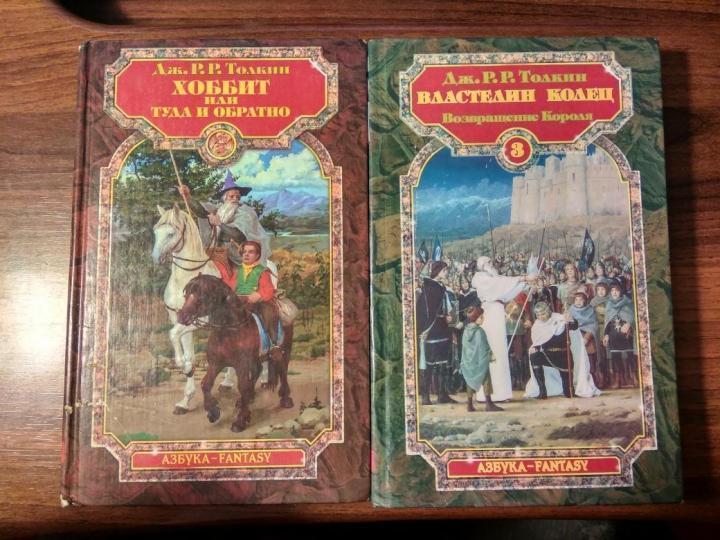 Дж. Р. Р. Толкин
ХОББИТ
ИЛИ
ТУДА И ОБРАТНО
АЗБУКА–FANTASY
Дж. Р. Р. Толкин
ВЛАСТЕЛИН КОЛЕЦ
Возвращение Короля
3
АЗБУКА–FANTASY